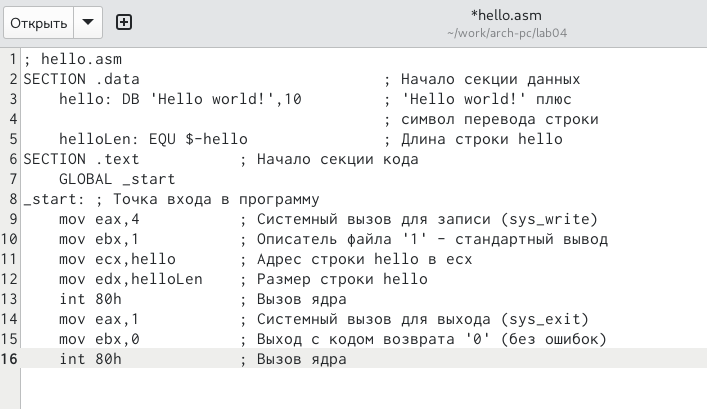 Открыть
*hello.asm
~/work/arch-pc/lab04
1 ; hello.asm
2 SECTION .data                           ; Начало секции данных
3     hello: DB 'Hello world!',10         ; 'Hello world!' плюс
4                                         ; символ перевода строки
5     helloLen: EQU $-hello               ; Длина строки hello
6 SECTION .text           ; Начало секции кода
7     GLOBAL _start
8 _start: ; Точка входа в программу
9     mov eax,4           ; Системный вызов для записи (sys_write)
10     mov ebx,1           ; Описатель файла '1' - стандартный вывод
11     mov ecx,hello       ; Адрес строки hello в ecx
12     mov edx,helloLen    ; Размер строки hello
13     int 80h             ; Вызов ядра
14     mov eax,1           ; Системный вызов для выхода (sys_exit)
15     mov ebx,0           ; Выход с кодом возврата '0' (без ошибок)
16     int 80h             ; Вызов ядра